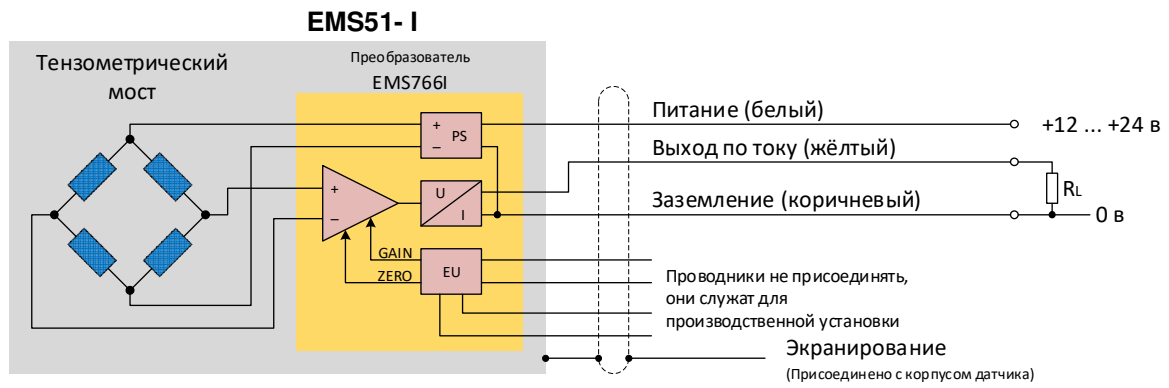 EMS51- I
Тензометрический
мост
Преобразователь
EMS766I
+
−
PS
Питание (белый)
+12 ... +24 в
Выход по току (жёлтый)
+
−
U
I
RL
Заземление (коричневый)
0 в
GAIN
ZERO
EU
Проводники не присоединять,
они служат для
производственной установки
Экранирование
(Присоединено с корпусом датчика)